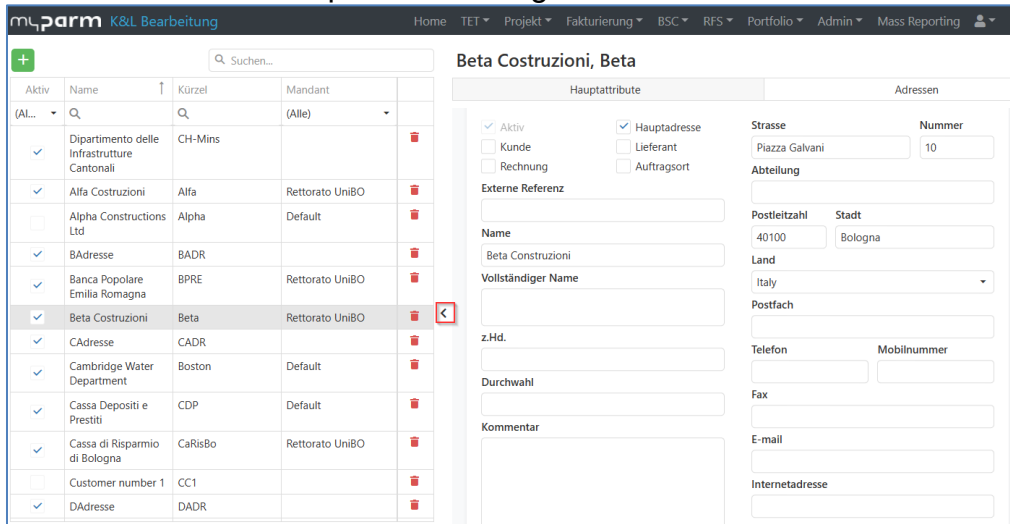 myparm K&L Bearbeitung Home TET Projekt Fakturierung BSC RFS Portfolio Admin Mass Reporting
+ Suchen...
Aktiv Name Kürzel Mandant
(Al... (Alle)
Dipartimento delle Infrastrutture Cantonali CH-Mins
Alfa Costruzioni Alfa Rettorato UniBO
Alpha Constructions Ltd Alpha Default
BAdresse BADR
Banca Popolare Emilia Romagna BPRE Rettorato UniBO
Beta Costruzioni Beta Rettorato UniBO
CAdresse CADR
Cambridge Water Department Boston Default
Cassa Depositi e Prestiti CDP Default
Cassa di Risparmio di Bologna CaRisBo Rettorato UniBO
Customer number 1 CC1
DAdresse DADR
Beta Costruzioni, Beta
Hauptattribute Adressen
Aktiv Hauptadresse
Kunde Lieferant
Rechnung Auftragsort
Externe Referenz
Name
Beta Costruzioni
Vollständiger Name
z.Hd.
Durchwahl
Kommentar
Strasse Nummer
Piazza Galvani 10
Abteilung
Postleitzahl Stadt
40100 Bologna
Land
Italy
Postfach
Telefon Mobilnummer
Fax
E-mail
Internetadresse